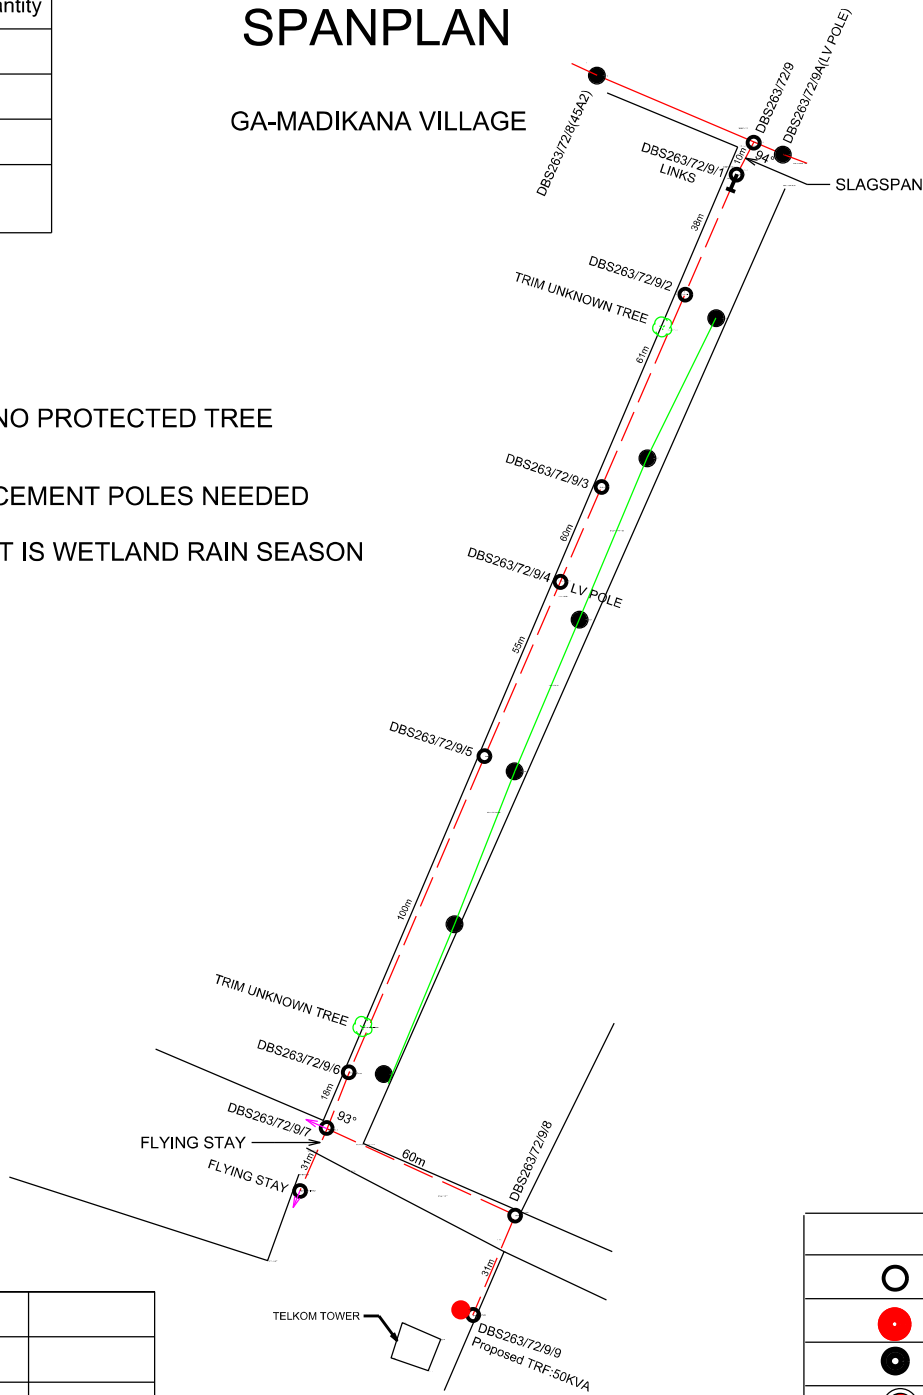 antity
SPANPLAN
GA-MADIKANA VILLAGE
DBS263/72/8(45A2)
DBS263/72/9
DBS263/72/9A(LV POLE)
DBS263/72/9/1
LINKS
10m
94°
SLAGSPAN
38m
DBS263/72/9/2
TRIM UNKNOWN TREE
61m
NO PROTECTED TREE
DBS263/72/9/3
CEMENT POLES NEEDED
60m
T IS WETLAND RAIN SEASON
DBS263/72/9/4
LV POLE
55m
DBS263/72/9/5
100m
TRIM UNKNOWN TREE
DBS263/72/9/6
18m
DBS263/72/9/7
93°
FLYING STAY
31m
FLYING STAY
60m
DBS263/72/9/8
31m
TELKOM TOWER
DBS263/72/9/9
Proposed TRF:50KVA